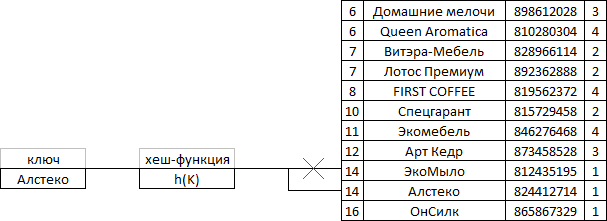 6 Домашние мелочи 898612028 3
6 Queen Aromatica 810280304 4
7 Витэра-Мебель 828966114 2
7 Лотос Премиум 892362888 2
8 FIRST COFFEE 819562372 4
10 Спецгарант 815729458 2
11 Экомебель 846276468 4
12 Арт Кедр 873458528 3
14 ЭкоМыло 812435195 1
14 Алстеко 824412714 1
16 ОнСилк 865867329 1
ключ хеш-функция
Алстеко h(K)